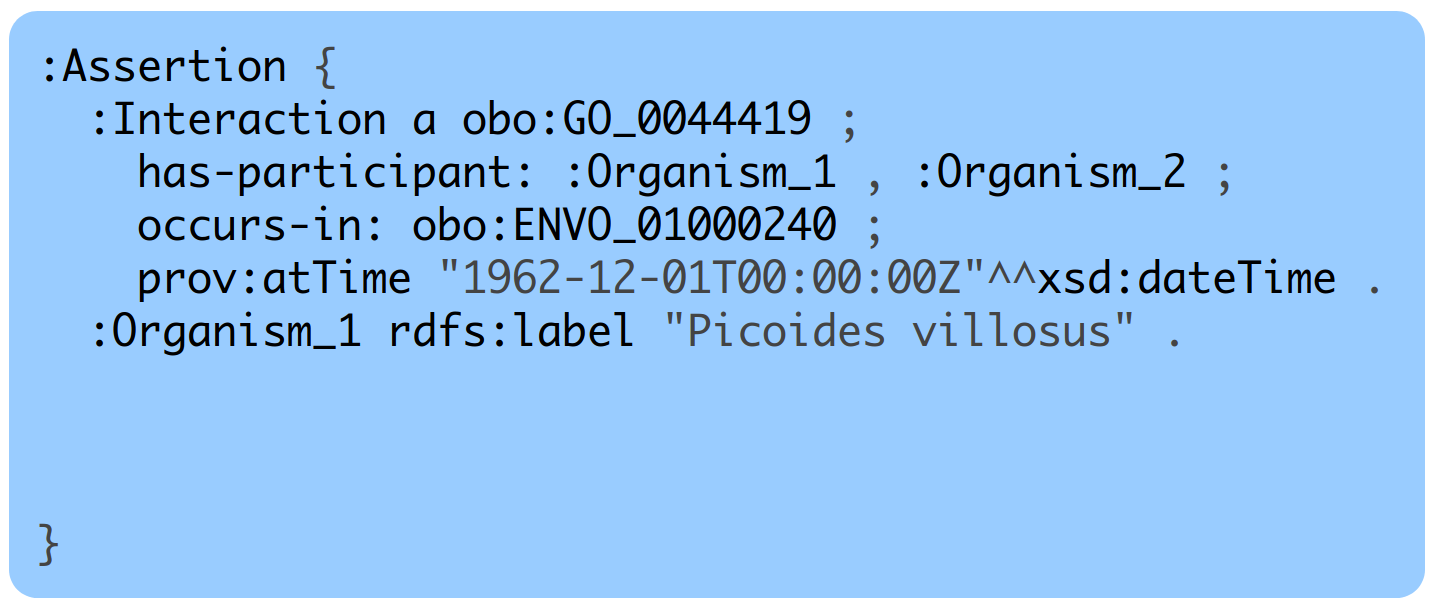 :Assertion {
:Interaction a obo:GO_0044419 ;
has-participant: :Organism_1 , :Organism_2 ;
occurs-in: obo:ENVO_01000240 ;
prov:atTime "1962-12-01T00:00:00Z"^^xsd:dateTime .
:Organism_1 rdfs:label "Picoides villosus" .
}